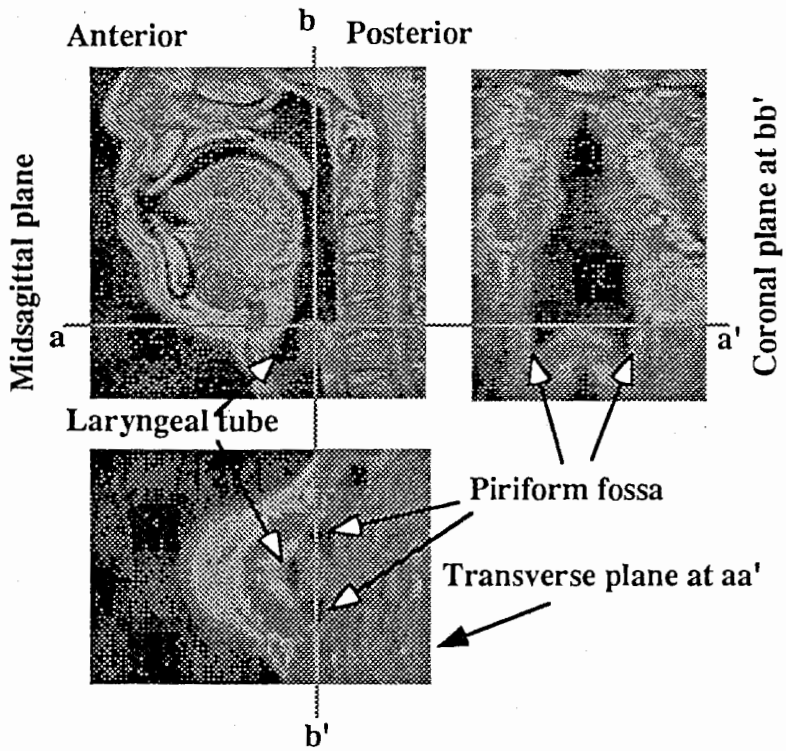 b
Anterior
Posterior
Midsagittal plane
Coronal plane at bb'
a
a'
Laryngeal tube
Piriform fossa
Transverse plane at aa'
b'